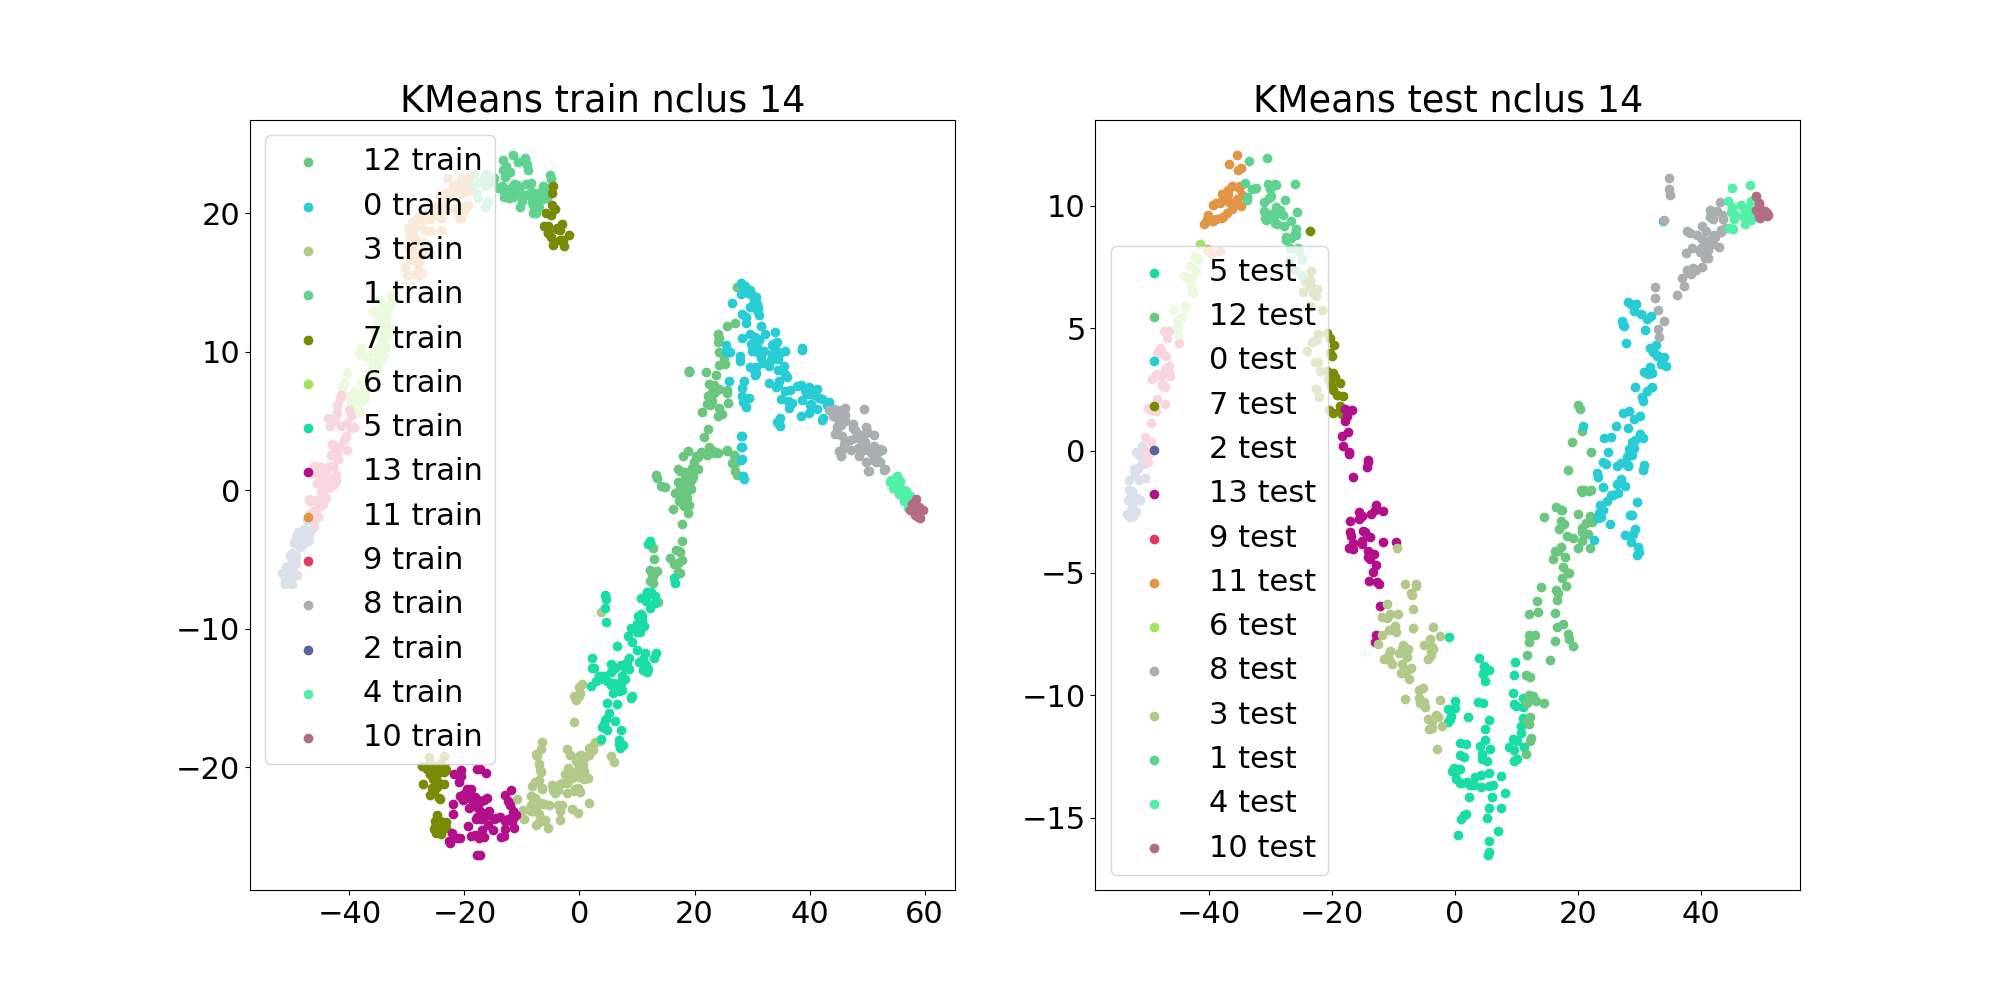 KMeans train nclus 14
12 train
0 train
3 train
1 train
7 train
6 train
5 train
13 train
11 train
9 train
8 train
2 train
4 train
10 train
20
10
0
−10
−20
−40
−20
0
20
40
60
KMeans test nclus 14
5 test
12 test
0 test
7 test
2 test
13 test
9 test
11 test
6 test
8 test
3 test
1 test
4 test
10 test
10
5
0
−5
−10
−15
−40
−20
0
20
40